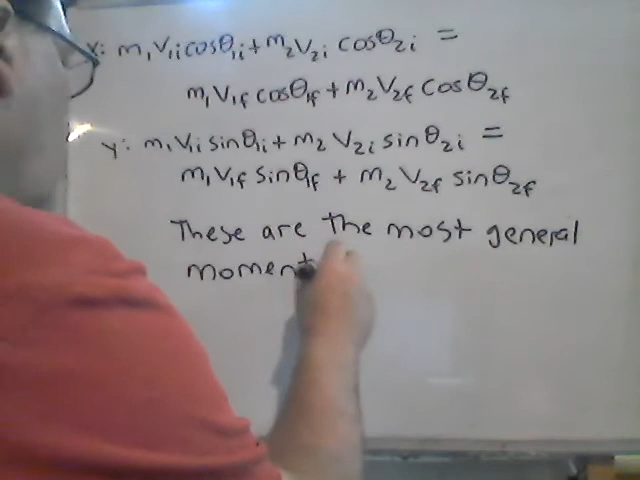 x: m₁v₁ᵢcosθ₁ᵢ+m₂v₂ᵢ cosθ₂ᵢ =
m₁v₁f cosθ₁f + m₂v₂f cosθ₂f
y: m₁v₁ᵢ sinθ₁ᵢ + m₂ v₂ᵢ sinθ₂ᵢ =
m₁v₁f sinθ₁f + m₂ v₂f sinθ₂f
These are the most general
moment